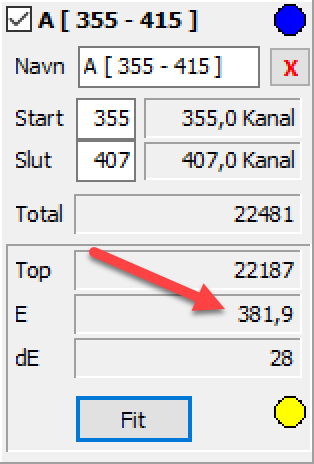 A [ 355 - 415 ]
Navn A [ 355 - 415 ] X
Start 355 355,0 Kanal
Slut 407 407,0 Kanal
Total 22481
Top 22187
E 381,9
dE 28
Fit